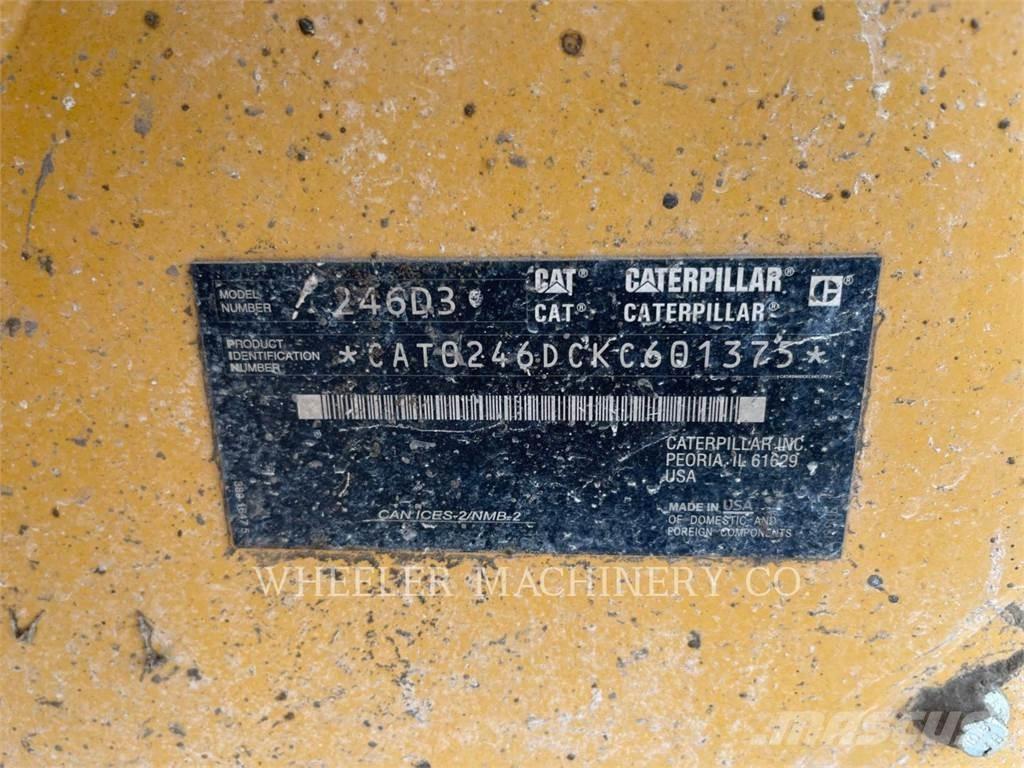 MODEL NUMBER 246D3
CAT CATERPILLAR®
CAT® CATERPILLAR®
PRODUCT IDENTIFICATION NUMBER *CAT0246DCKC601375*
CATERPILLAR INC
PEORIA, IL 61629
USA
CAN ICES-2/NMB-2
MADE IN USA
OF DOMESTIC AND
FOREIGN COMPONENTS
WHEELER MACHINERY CO.
MASCUS